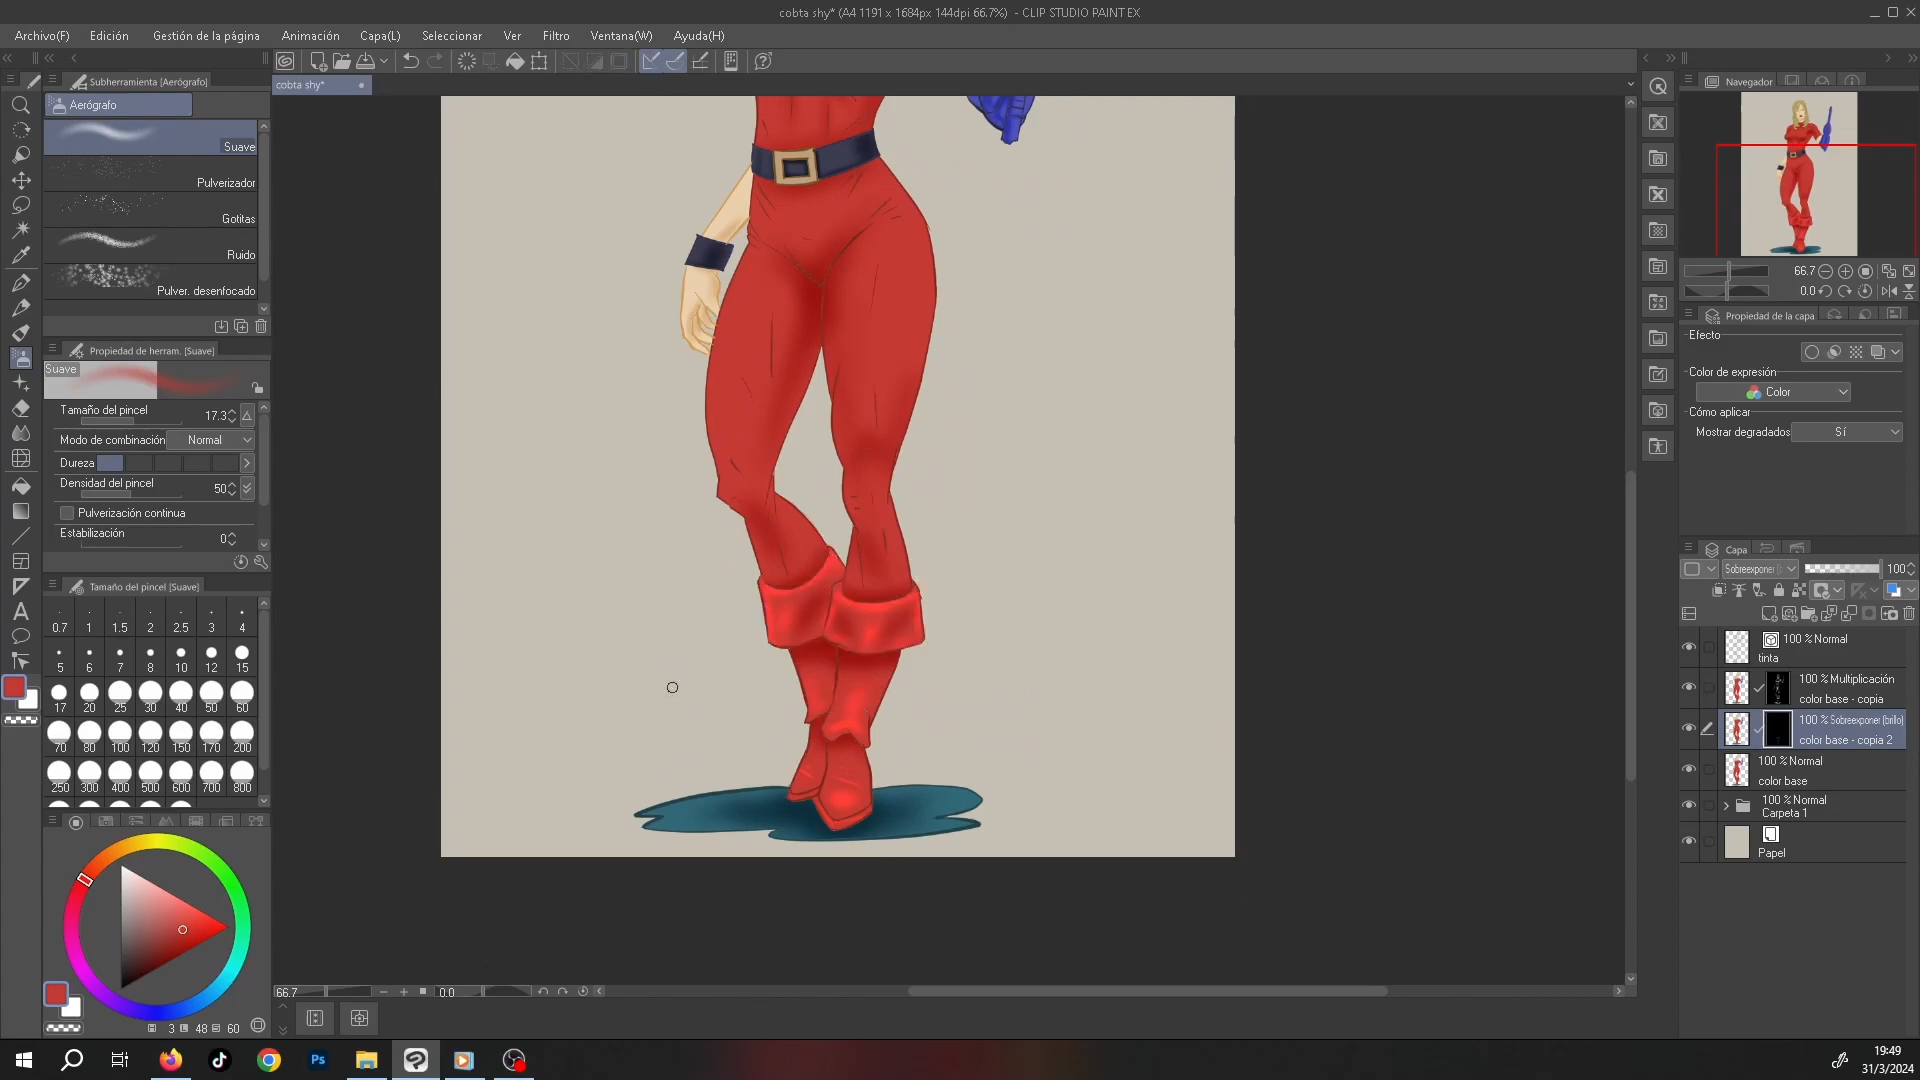 cobta shy* (A4 1191 x 1684px 144dpi 66.7%) - CLIP STUDIO PAINT EX
Archivo(F) Edición Gestión de la página Animación Capa(L) Seleccionar Ver Filtro Ventana(W) Ayuda(H)
Subherramienta [Aerógrafo]
cobta shy*
Aerógrafo
Suave
Pulverizador
Gotitas
Ruido
Pulver. desenfocado
Propiedad de herram. [Suave]
Suave
Tamaño del pincel 17.3
Modo de combinación Normal
Dureza
Densidad del pincel 50
Pulverización continua
Estabilización 0
Tamaño del pincel [Suave]
0.7 1 1.5 2 2.5 3 4
5 6 7 8 10 12 15
17 20 25 30 40 50 60
70 80 100 120 150 170 200
250 300 400 500 600 700 800
3 48 60
66.7 0.0
Navegador
66.7
0.0
Propiedad de la capa
Efecto
Color de expresión
Color
Cómo aplicar
Mostrar degradados Sí
Capa
Sobreexponer 100
100 % Normal
tinta
100 % Multiplicación
color base - copia
100 % Sobreexponer (brillo)
color base - copia 2
100 % Normal
color base
100 % Normal
Carpeta 1
Papel
Ps
19:49
31/3/2024